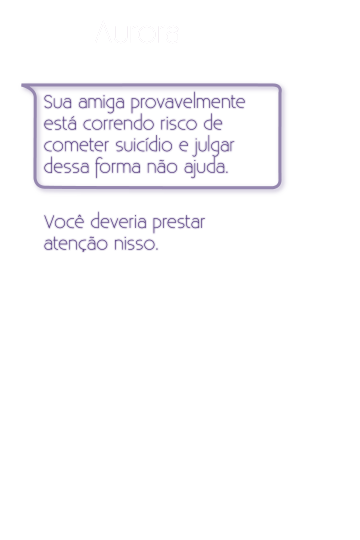 Aurora
Sua amiga provavelmente
está correndo risco de
cometer suicídio e julgar
dessa forma não ajuda.
Você deveria prestar
atenção nisso.